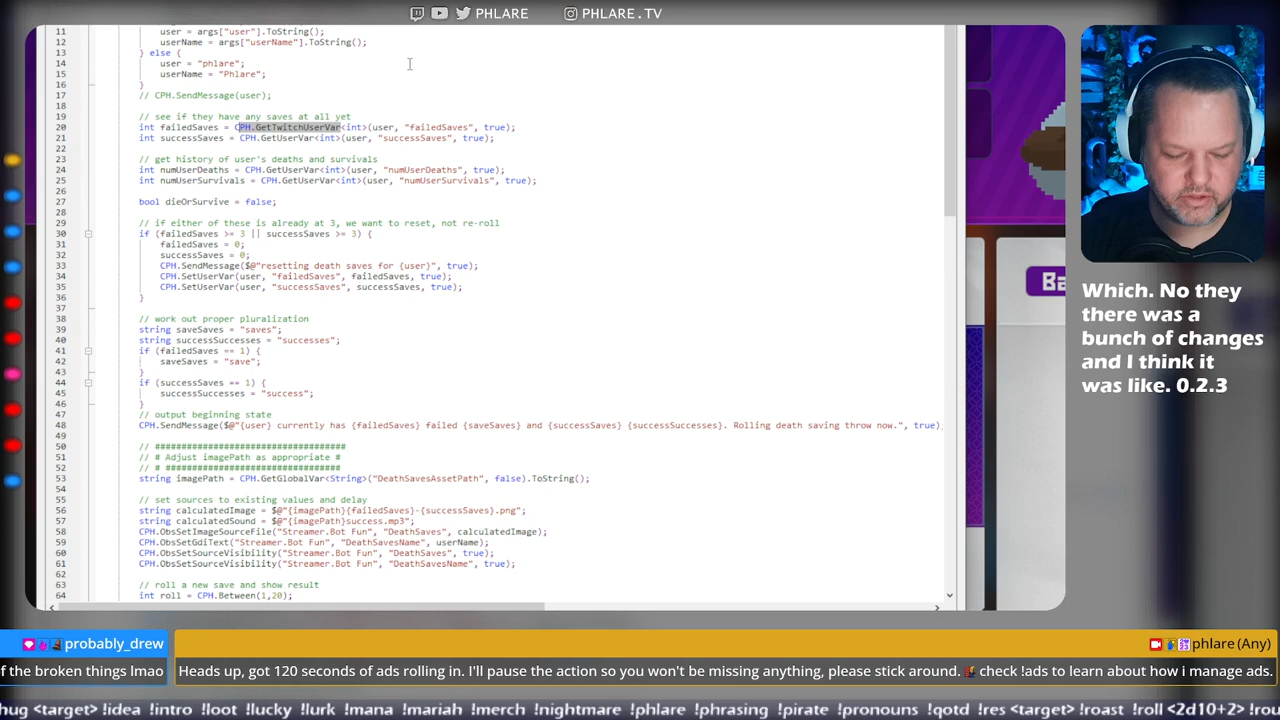 PHLARE PHLARE.TV
11 user = args["user"].ToString();
12 userName = args["userName"].ToString();
13 } else {
14 user = "phlare";
15 userName = "Phlare";
16 }
17 // CPH.SendMessage(user);
18
19 // see if they have any saves at all yet
20 int failedSaves = CPH.GetTwitchUserVar<int>(user, "failedSaves", true);
21 int successSaves = CPH.GetUserVar<int>(user, "successSaves", true);
22
23 // get history of user's deaths and survivals
24 int numUserDeaths = CPH.GetUserVar<int>(user, "numUserDeaths", true);
25 int numUserSurvivals = CPH.GetUserVar<int>(user, "numUserSurvivals", true);
26
27 bool dieOrSurvive = false;
28
29 // if either of these is already at 3, we want to reset, not re-roll
30 if (failedSaves >= 3 || successSaves >= 3) {
31 failedSaves = 0;
32 successSaves = 0;
33 CPH.SendMessage($@"resetting death saves for {user}", true);
34 CPH.SetUserVar(user, "failedSaves", failedSaves, true);
35 CPH.SetUserVar(user, "successSaves", successSaves, true);
36 }
37
38 // work out proper pluralization
39 string saveSaves = "saves";
40 string successSuccesses = "successes";
41 if (failedSaves == 1) {
42 saveSaves = "save";
43 }
44 if (successSaves == 1) {
45 successSuccesses = "success";
46 }
47 // output beginning state
48 CPH.SendMessage($@"{user} currently has {failedSaves} failed {saveSaves} and {successSaves} {successSuccesses}. Rolling death saving throw now.", true)
49
50 // ##################################
51 // # Adjust imagePath as appropriate #
52 // # #################################
53 string imagePath = CPH.GetGlobalVar<String>("DeathSavesAssetPath", false).ToString();
54
55 // set sources to existing values and delay
56 string calculatedImage = $@"{imagePath}{failedSaves}-{successSaves}.png";
57 string calculatedSound = $@"{imagePath}success.mp3";
58 CPH.ObsSetImageSourceFile("Streamer.Bot Fun", "DeathSaves", calculatedImage);
59 CPH.ObsSetGdiText("Streamer.Bot Fun", "DeathSavesName", userName);
60 CPH.ObsSetSourceVisibility("Streamer.Bot Fun", "DeathSaves", true);
61 CPH.ObsSetSourceVisibility("Streamer.Bot Fun", "DeathSavesName", true);
62
63 // roll a new save and show result
64 int roll = CPH.Between(1,20);
Ba
Which. No they
there was a
bunch of changes
and I think it
was like. 0.2.3
probably_drew
f the broken things lmao
phlare (Any)
Heads up, got 120 seconds of ads rolling in. I'll pause the action so you won't be missing anything, please stick around. check !ads to learn about how i manage ads.
hug <target> !idea !intro !loot !lucky !lurk !mana !mariah !merch !nightmare !phlare !phrasing !pirate !pronouns !qotd !res <target> !roast !roll <2d10+2> !rou